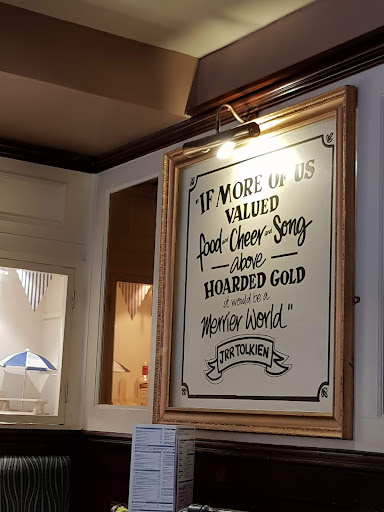 "IF MORE OF US
VALUED
food and Cheer and Song
above
HOARDED GOLD
it would be a
Merrier World"
JRR TOLKIEN